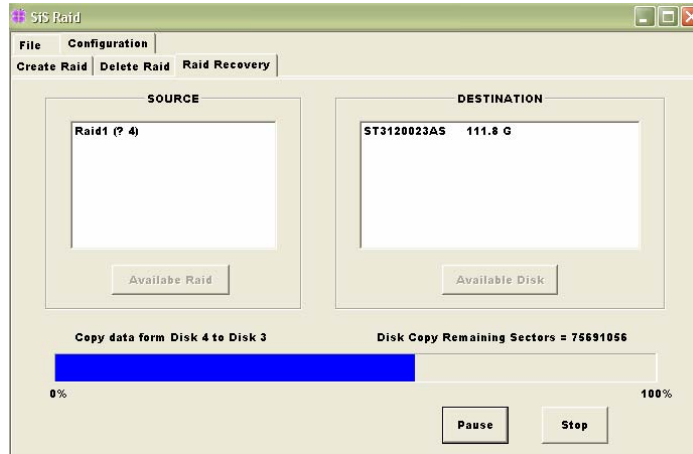 SiS Raid
File Configuration
Create Raid Delete Raid Raid Recovery
SOURCE
Raid1 (? 4)
Availabe Raid
DESTINATION
ST3120023AS 111.8 G
Available Disk
Copy data form Disk 4 to Disk 3
Disk Copy Remaining Sectors = 75691056
0% 100%
Pause Stop